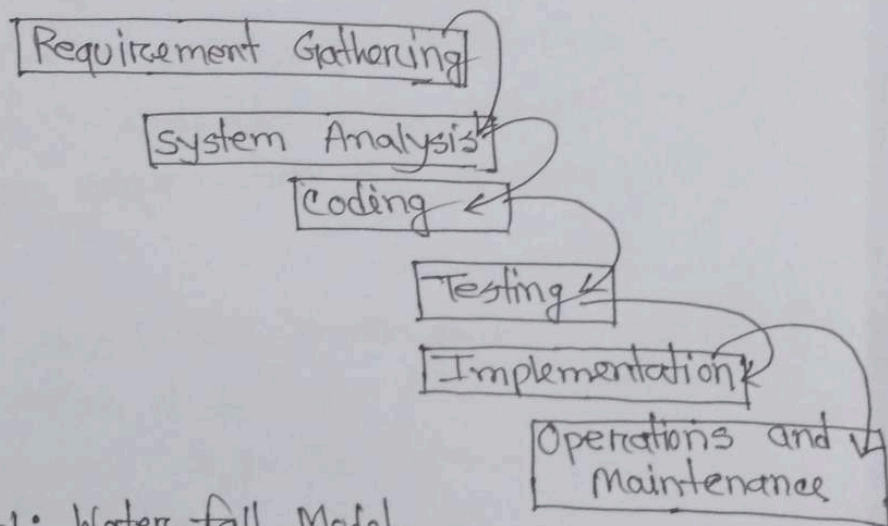 Requirement Gathering
System Analysis
Coding
Testing
Implementation
Operations and
Maintenance
Water fall Model